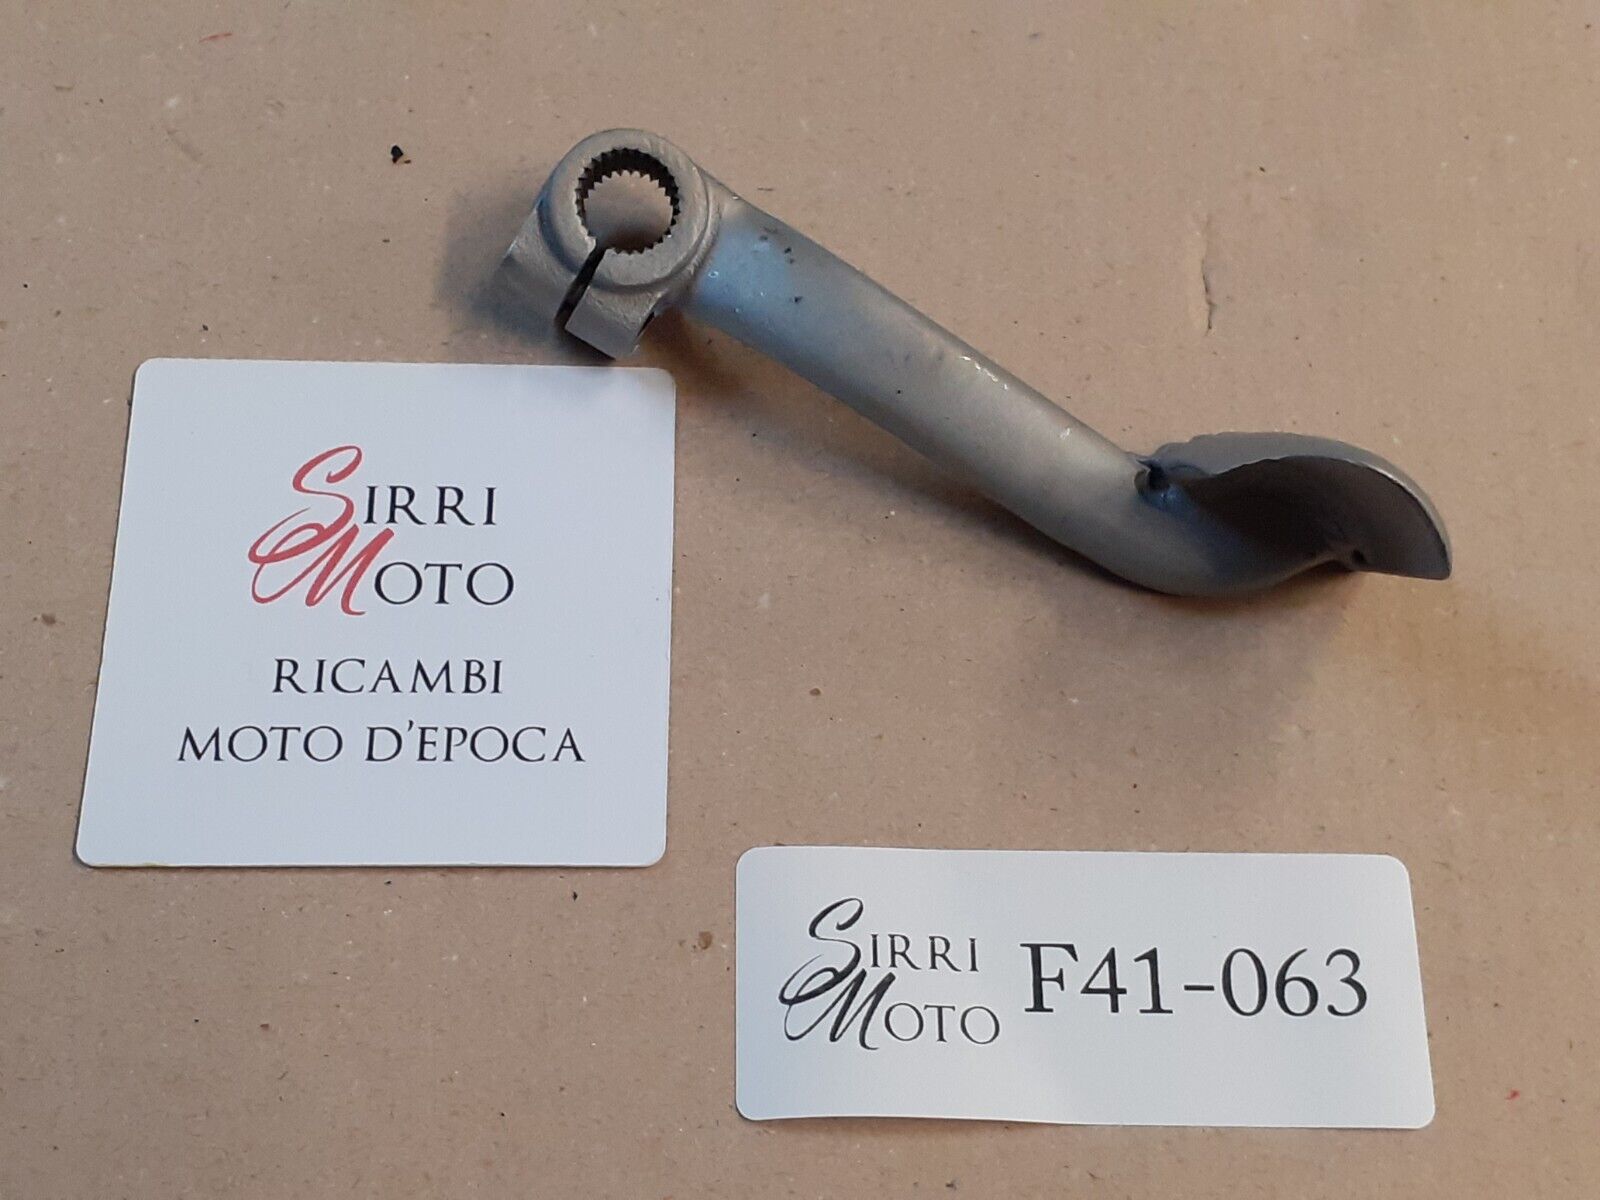 SIRRI
MOTO
RICAMBI
MOTO D'EPOCA
SIRRI
MOTO
F41-063